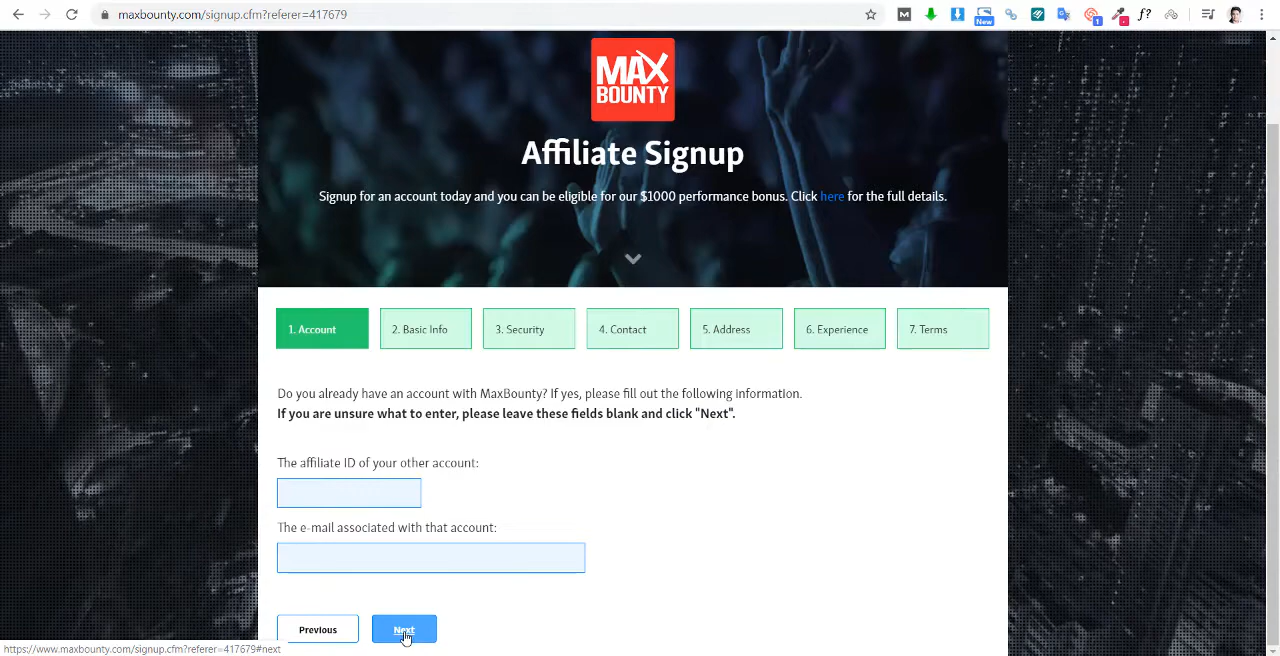 maxbounty.com/signup.cfm?referer=417679
M
New
1
f?
MAX
BOUNTY
Affiliate Signup
Signup for an account today and you can be eligible for our $1000 performance bonus. Click here for the full details.
1. Account
2. Basic Info
3. Security
4. Contact
5. Address
6. Experience
7. Terms
Do you already have an account with MaxBounty? If yes, please fill out the following information.
If you are unsure what to enter, please leave these fields blank and click "Next".
The affiliate ID of your other account:
The e-mail associated with that account:
Previous
Next
https://www.maxbounty.com/signup.cfm?referer=417679#next